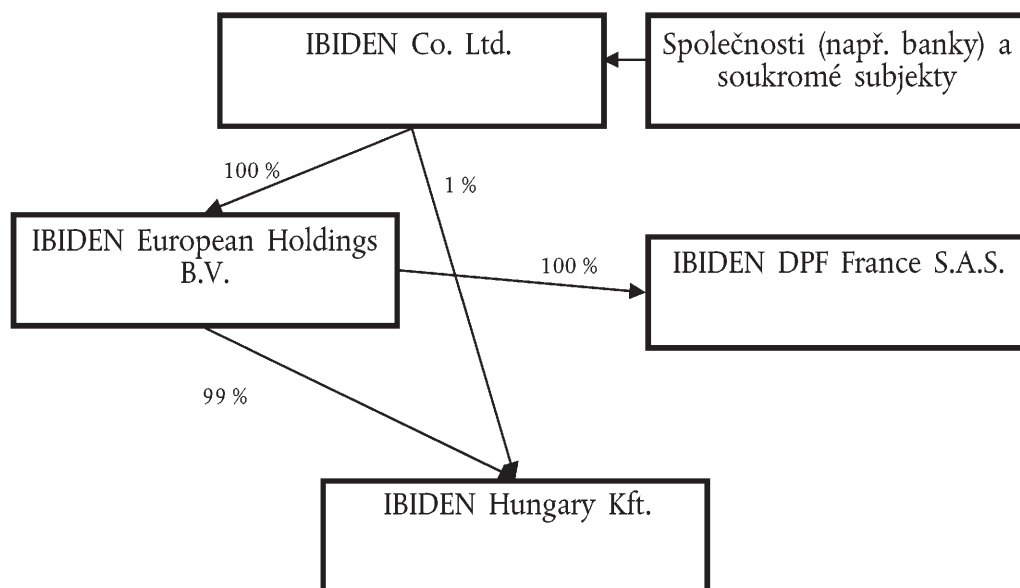 IBIDEN Co. Ltd.
Společnosti (např. banky) a
soukromé subjekty
100 %
1 %
IBIDEN European Holdings
B.V.
100 %
IBIDEN DPF France S.A.S.
99 %
IBIDEN Hungary Kft.